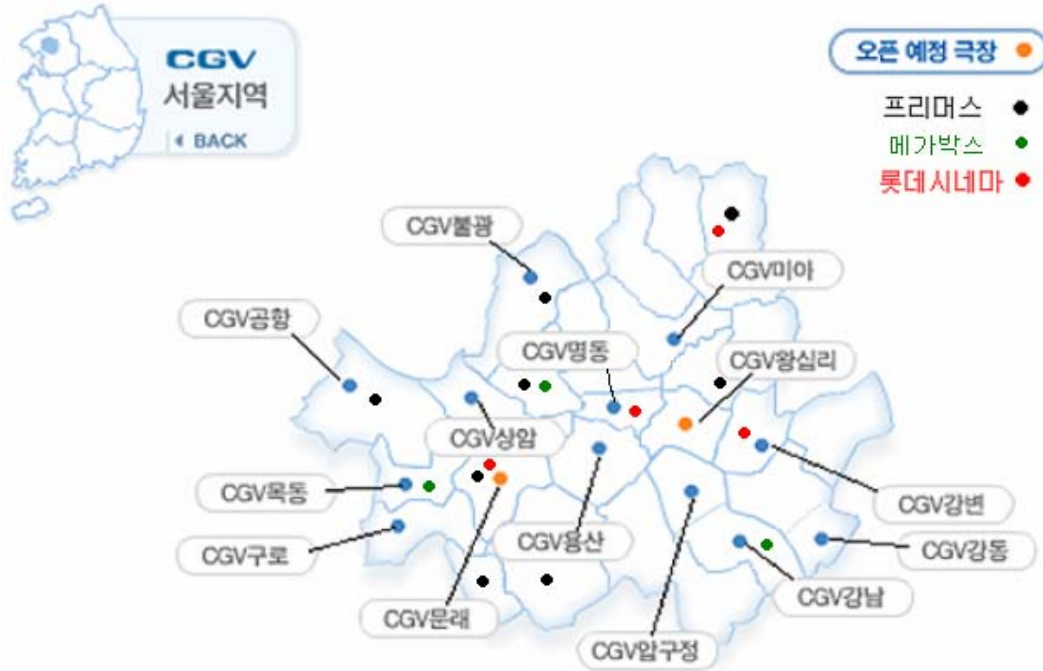 CGV
서울지역
◀ BACK
오픈 예정 극장
프리머스
메가박스
롯데시네마
CGV불광
CGV미아
CGV공항
CGV명동
CGV왕십리
CGV상암
CGV목동
CGV강변
CGV구로
CGV용산
CGV강동
CGV강남
CGV문래
CGV압구정